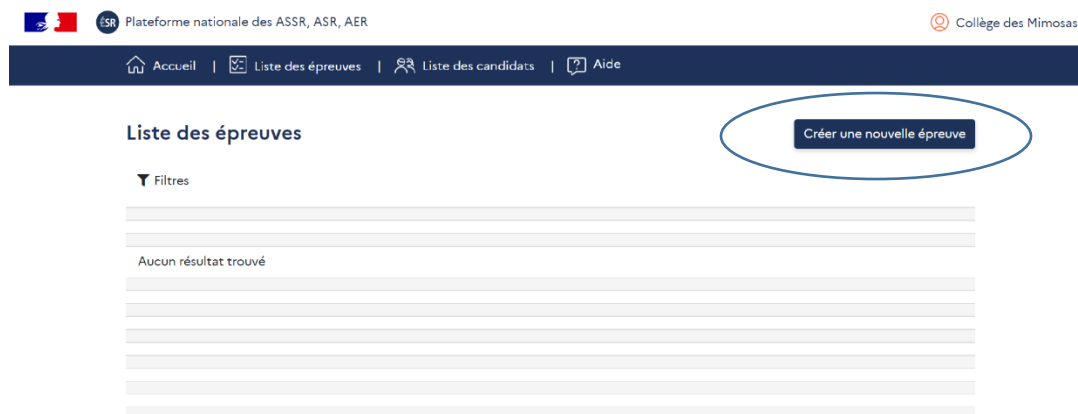 ÉSR Plateforme nationale des ASSR, ASR, AER Collège des Mimosas
Accueil | Liste des épreuves | Liste des candidats | Aide
Liste des épreuves Créer une nouvelle épreuve
Filtres
Aucun résultat trouvé